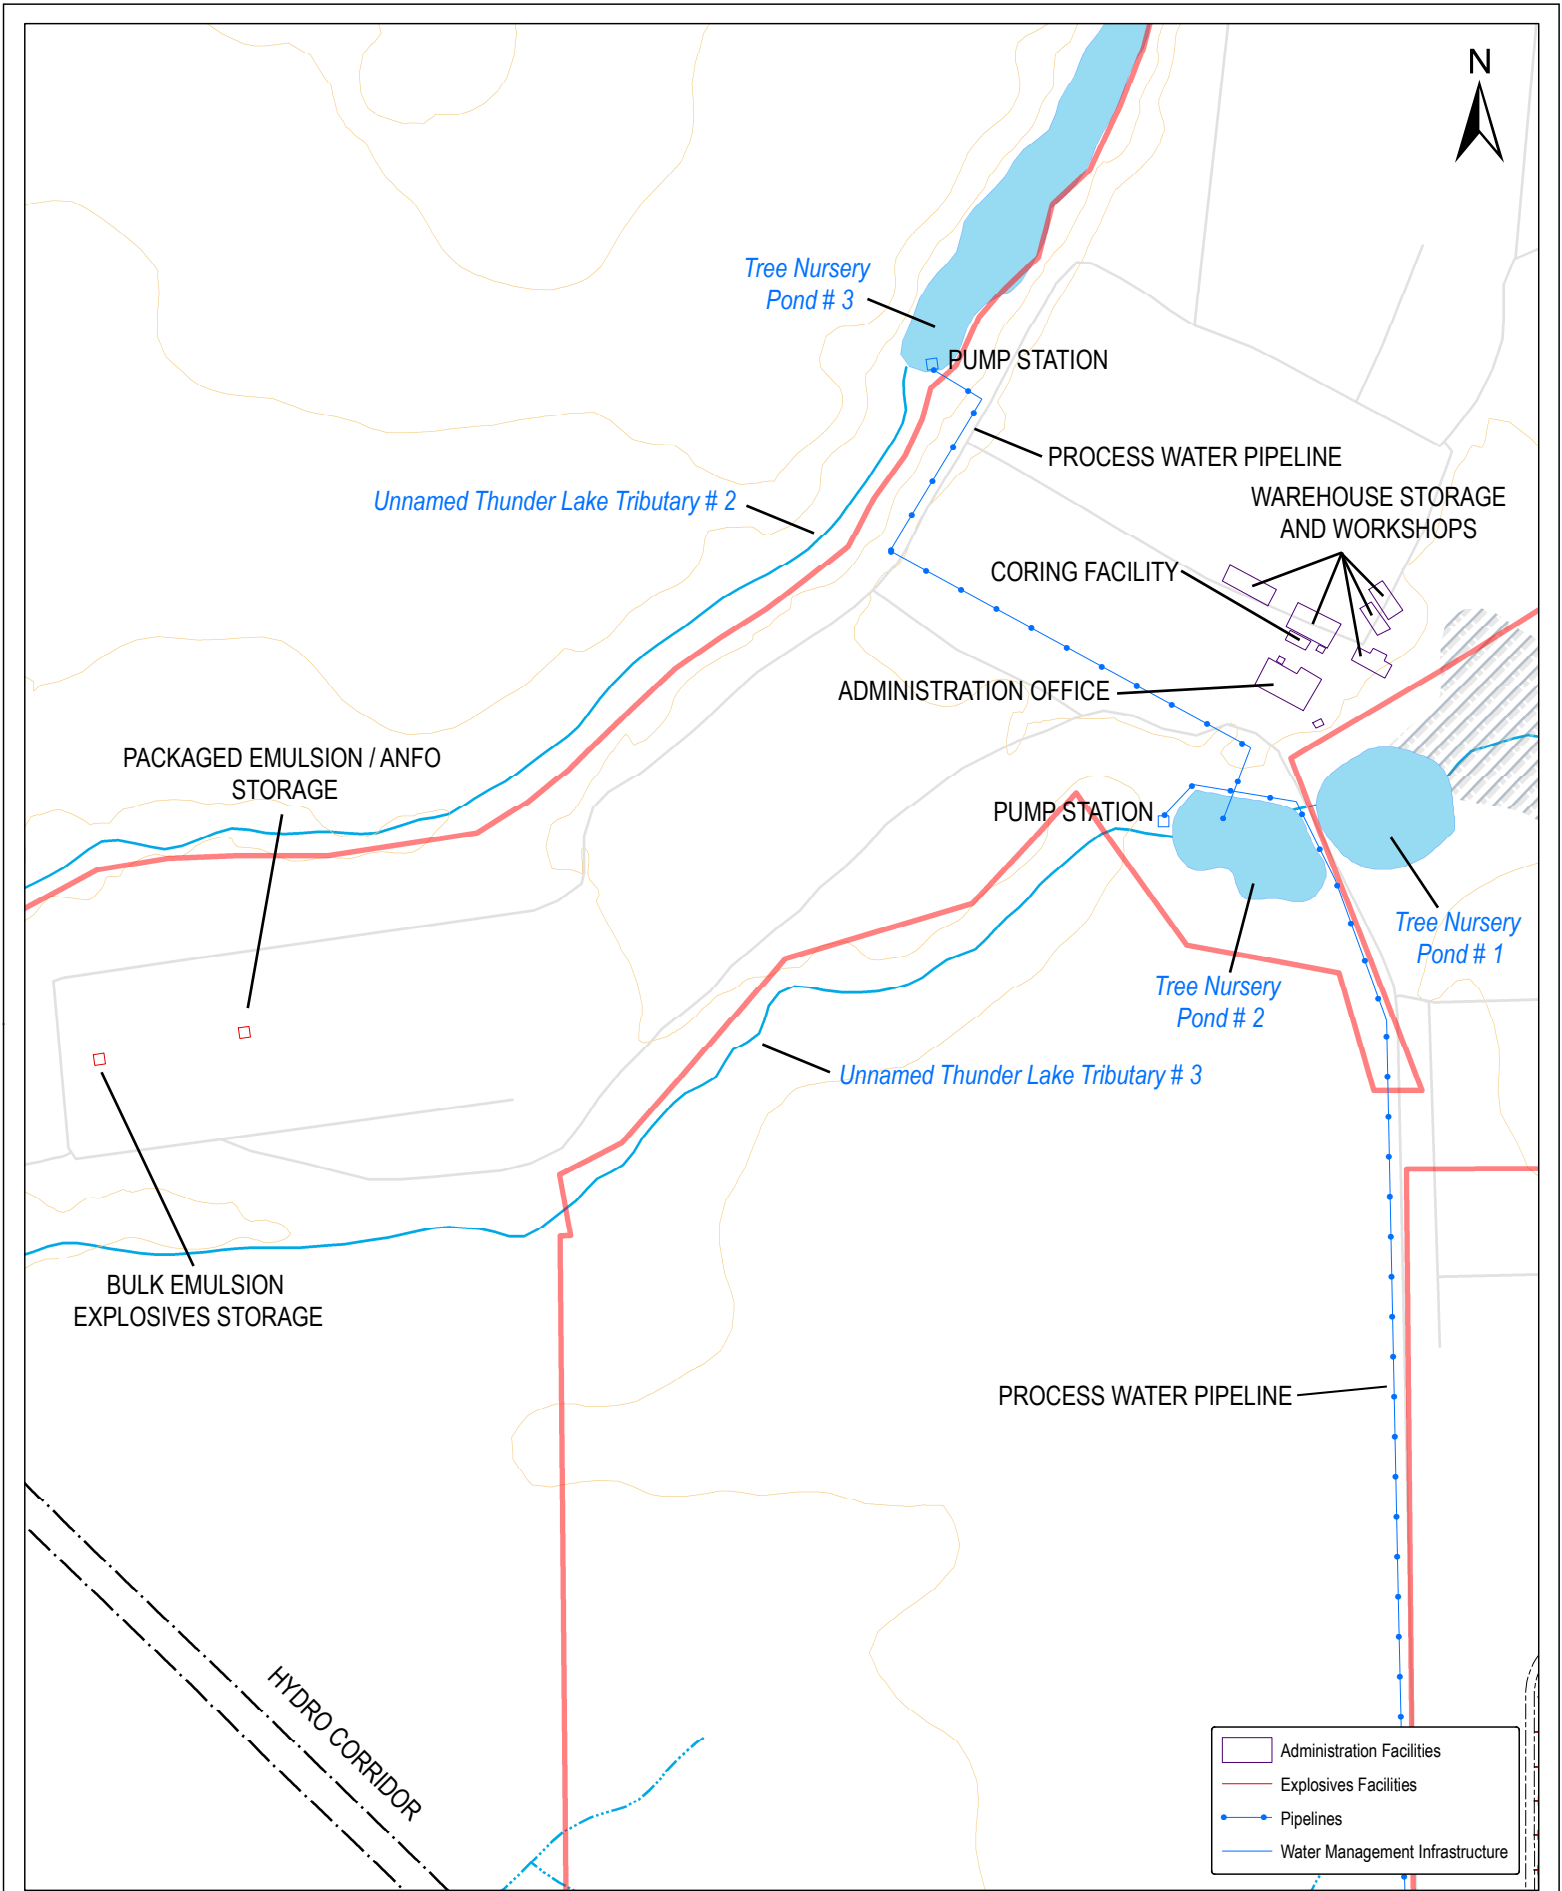 N
Tree Nursery
Pond # 3
PUMP STATION
PROCESS WATER PIPELINE
Unnamed Thunder Lake Tributary # 2
WAREHOUSE STORAGE
AND WORKSHOPS
CORING FACILITY
ADMINISTRATION OFFICE
PACKAGED EMULSION / ANFO
STORAGE
PUMP STATION
Tree Nursery
Pond # 1
Tree Nursery
Pond # 2
Unnamed Thunder Lake Tributary # 3
BULK EMULSION
EXPLOSIVES STORAGE
PROCESS WATER PIPELINE
HYDRO CORRIDOR
Administration Facilities
Explosives Facilities
Pipelines
Water Management Infrastructure